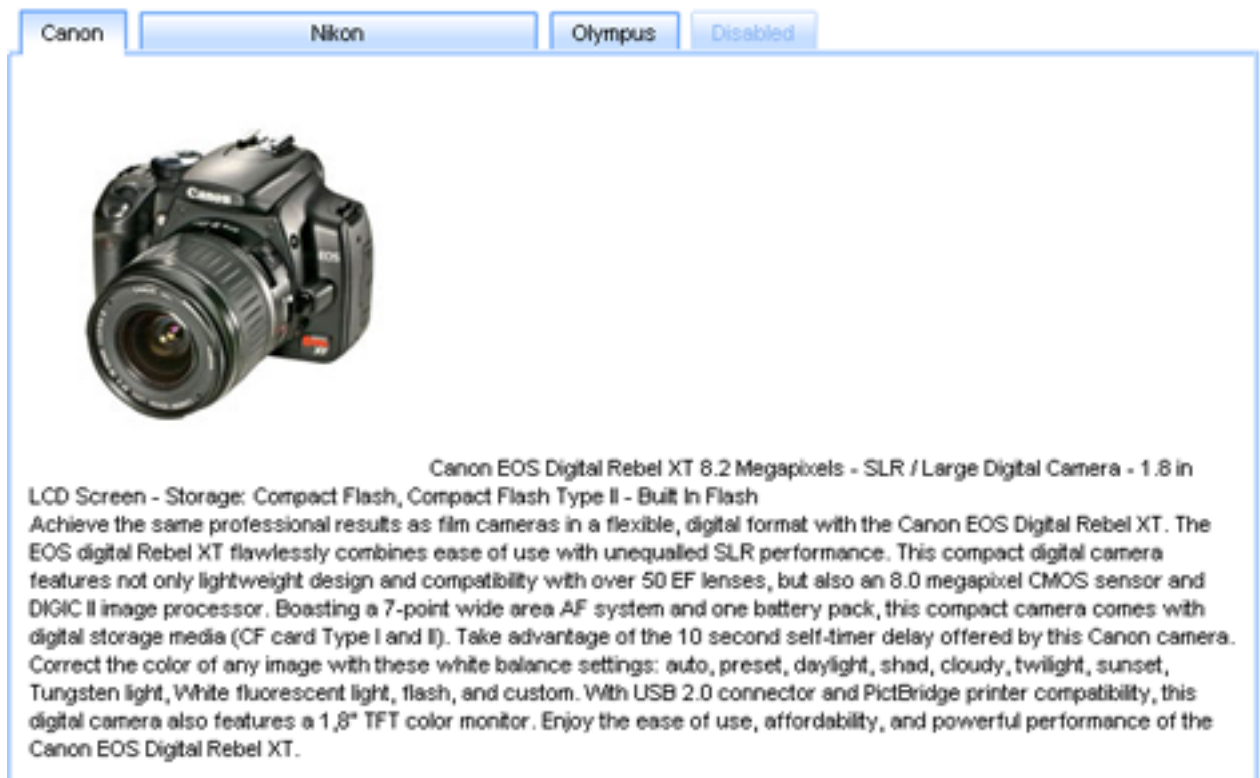 Canon Nikon Olympus Disabled
Canon
EOS
XT
Canon EOS Digital Rebel XT 8.2 Megapixels - SLR / Large Digital Camera - 1.8 in
LCD Screen - Storage: Compact Flash, Compact Flash Type II - Built In Flash
Achieve the same professional results as film cameras in a flexible, digital format with the Canon EOS Digital Rebel XT. The
EOS digital Rebel XT flawlessly combines ease of use with unequalled SLR performance. This compact digital camera
features not only lightweight design and compatibility with over 50 EF lenses, but also an 8.0 megapixel CMOS sensor and
DIGIC II image processor. Boasting a 7-point wide area AF system and one battery pack, this compact camera comes with
digital storage media (CF card Type I and II). Take advantage of the 10 second self-timer delay offered by this Canon camera.
Correct the color of any image with these white balance settings: auto, preset, daylight, shad, cloudy, twilight, sunset,
Tungsten light, White fluorescent light, flash, and custom. With USB 2.0 connector and PictBridge printer compatibility, this
digital camera also features a 1,8" TFT color monitor. Enjoy the ease of use, affordability, and powerful performance of the
Canon EOS Digital Rebel XT.